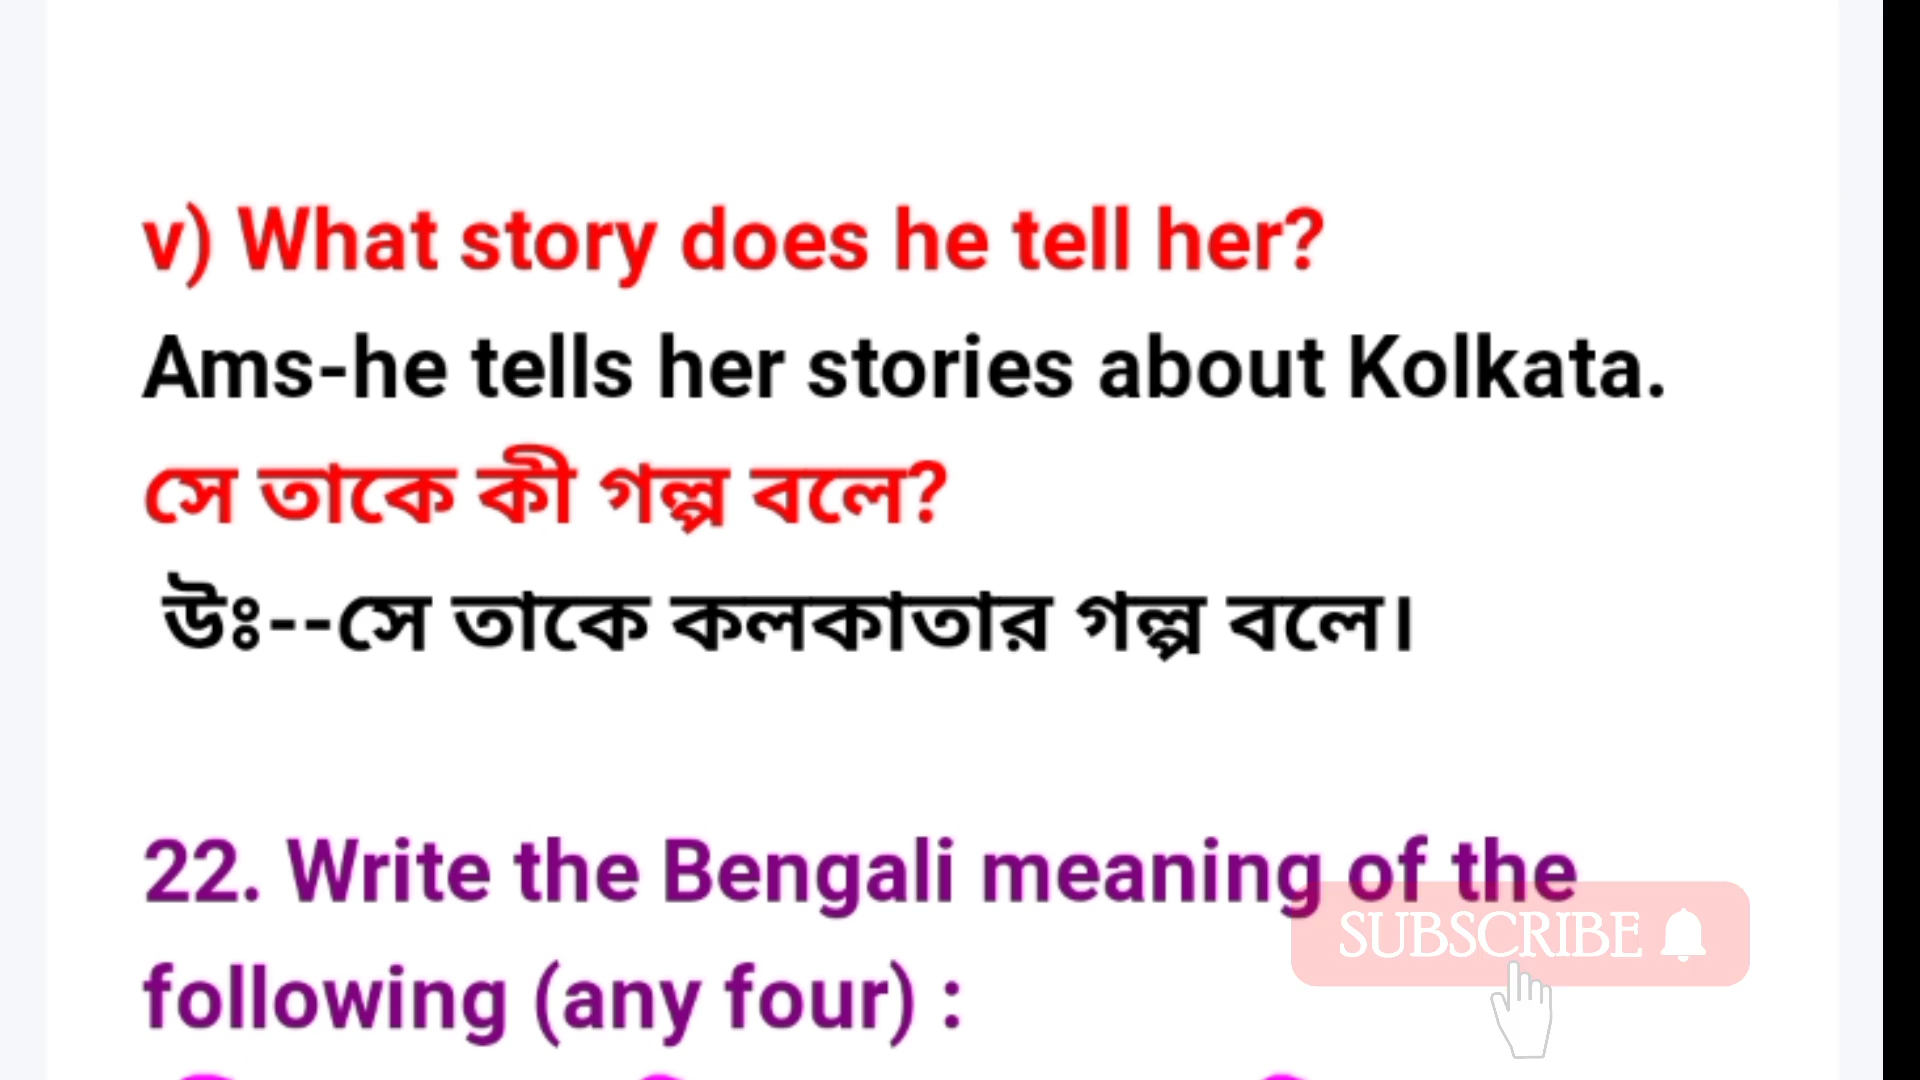 v) What story does he tell her?
Ams-he tells her stories about Kolkata.
সে তাকে কী গল্প বলে?
উঃ--সে তাকে কলকাতার গল্প বলে।
22. Write the Bengali meaning of the
following (any four) :
SUBSCRIBE